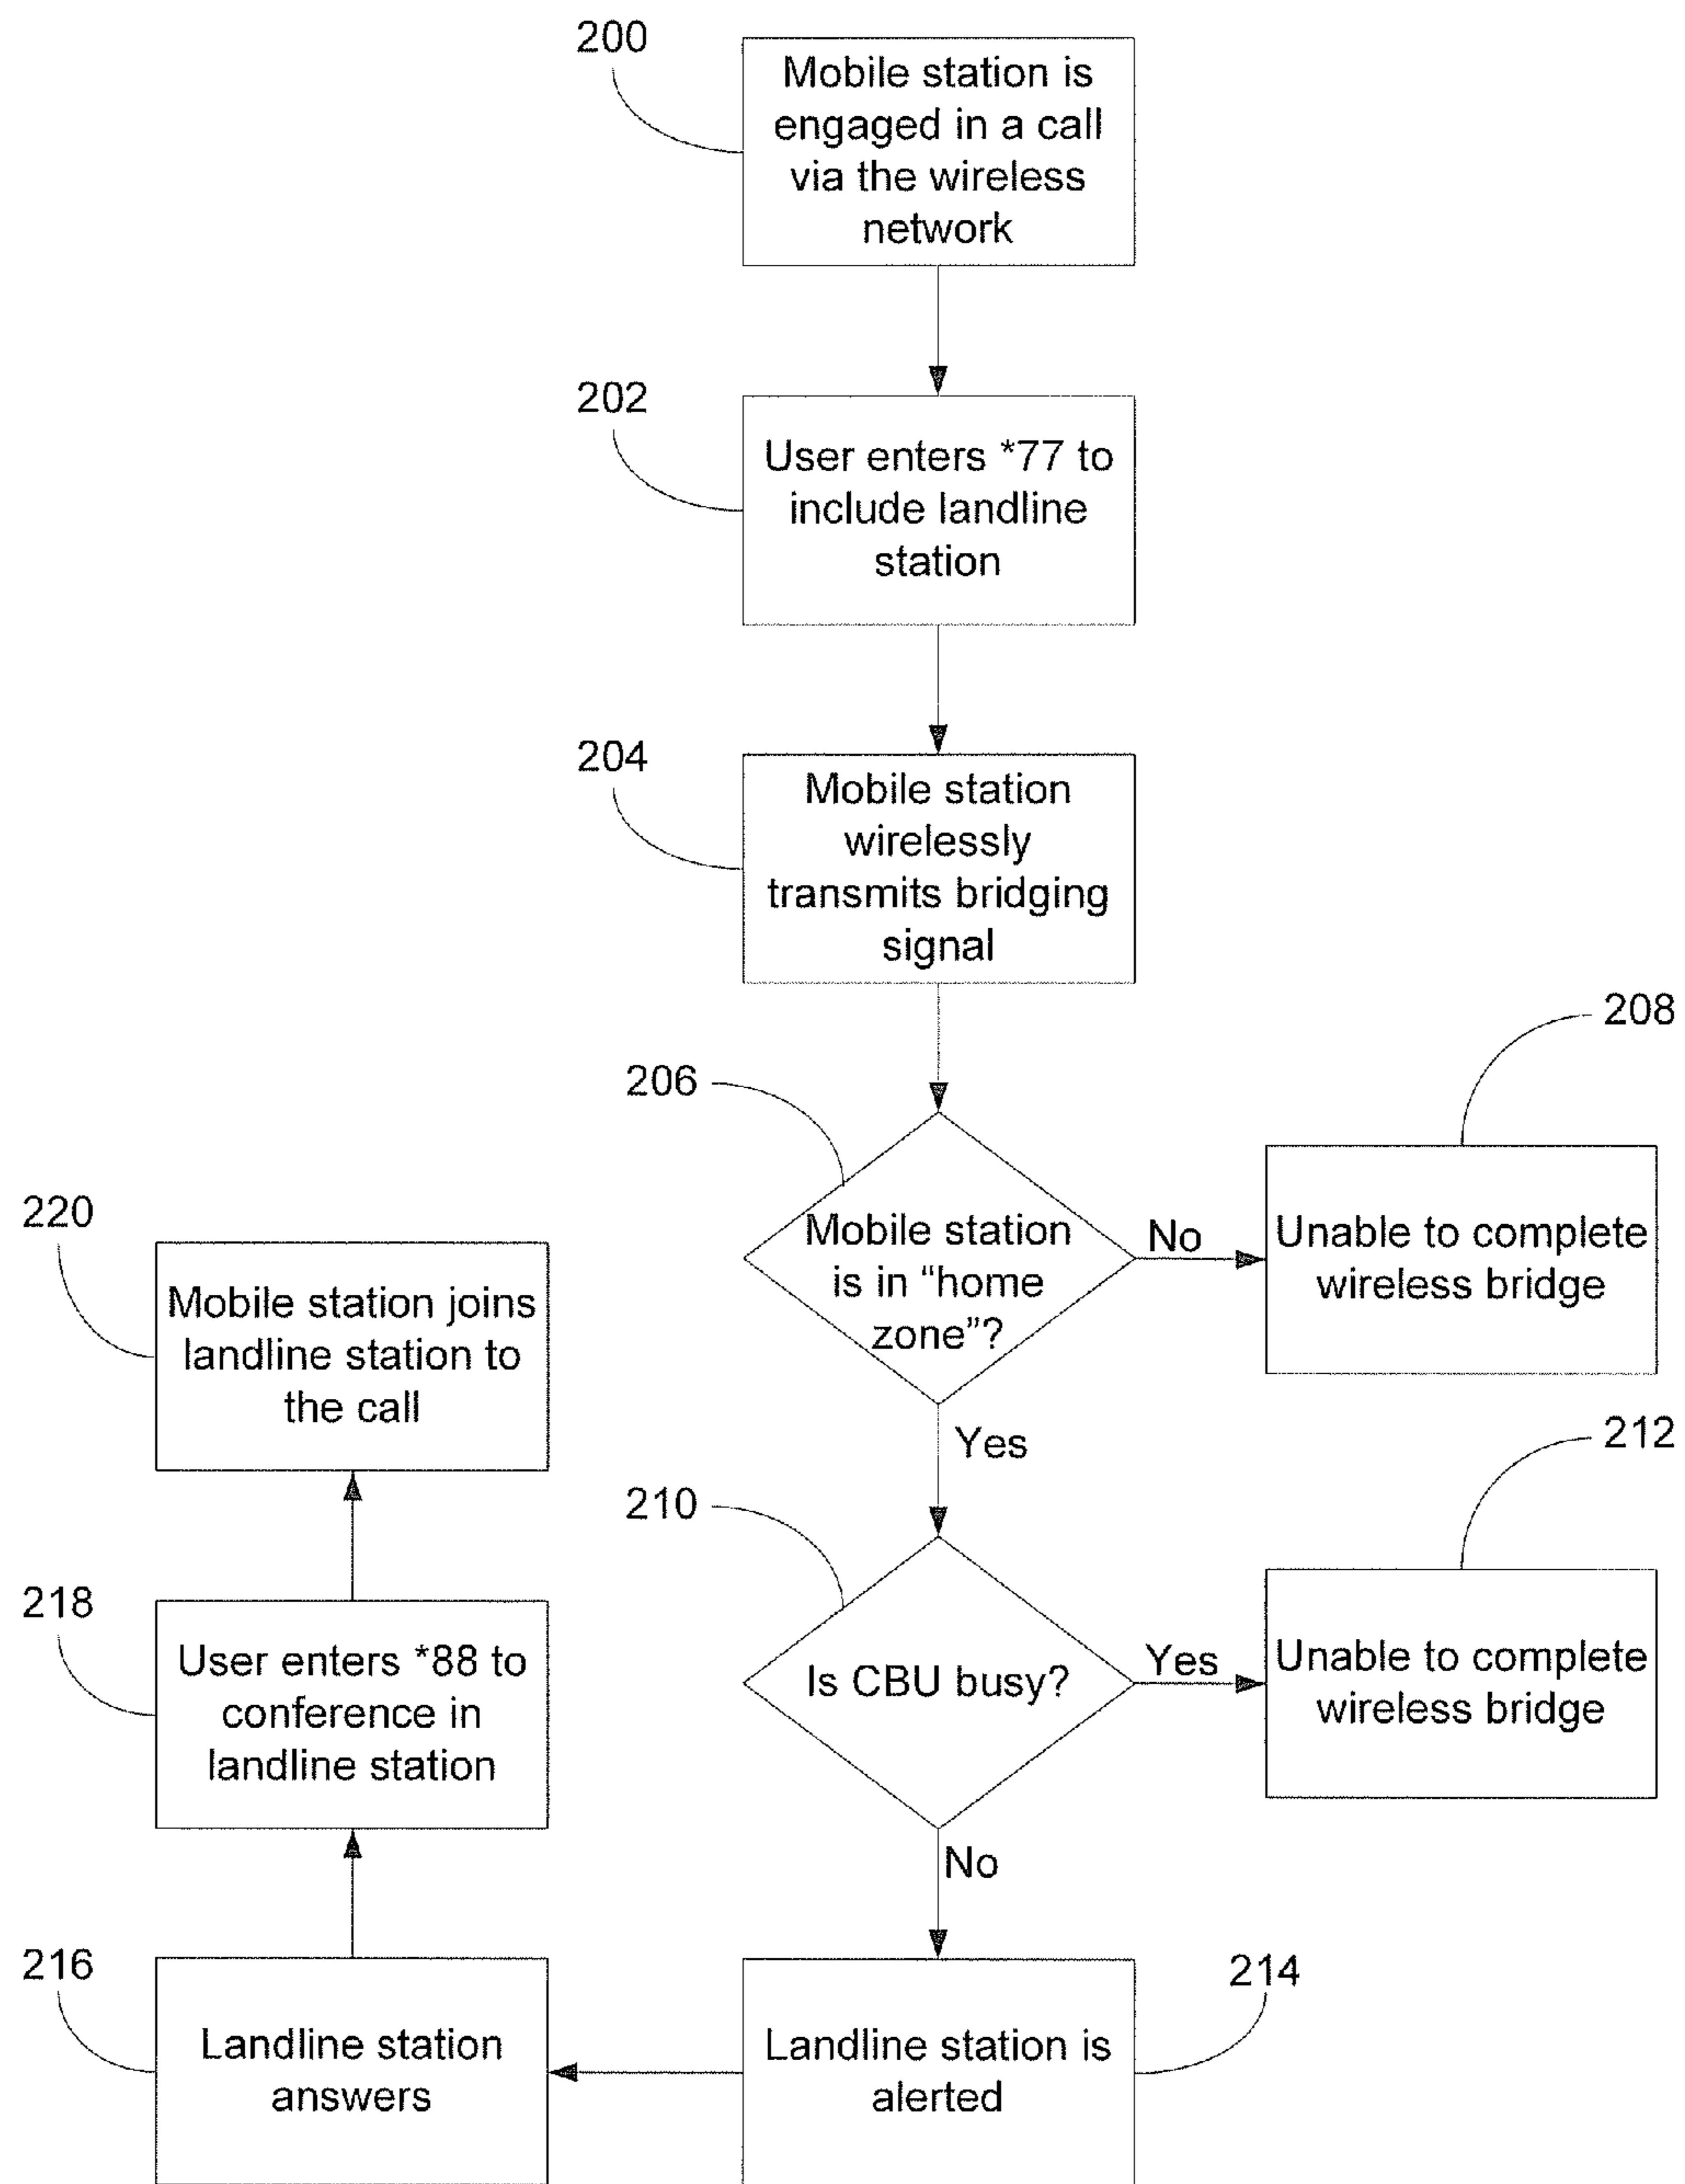 200
Mobile station is
engaged in a call
via the wireless
network
202
User enters *77 to
include landline
station
204
Mobile station
wirelessly
transmits bridging
signal
206
Mobile station
is in “home
zone”?
No
208
Unable to complete
wireless bridge
Yes
210
Is CBU busy?
Yes
212
Unable to complete
wireless bridge
No
214
Landline station is
alerted
216
Landline station
answers
218
User enters *88 to
conference in
landline station
220
Mobile station joins
landline station to
the call